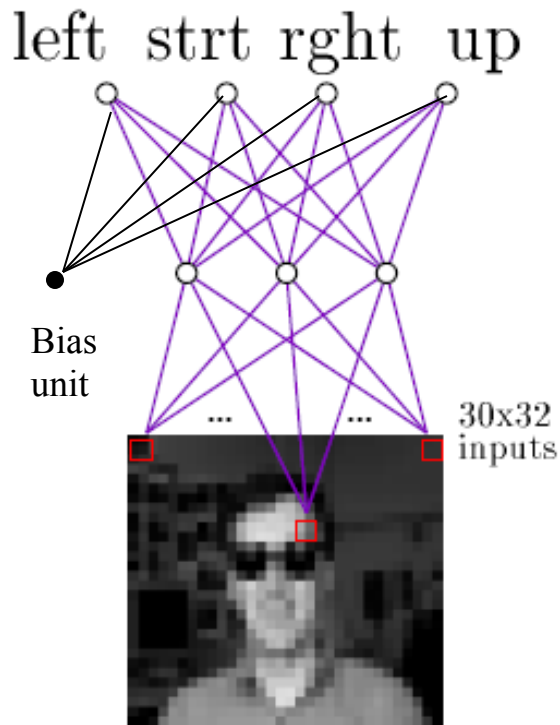 left strt rght up
Bias
unit
... ...
30x32
inputs